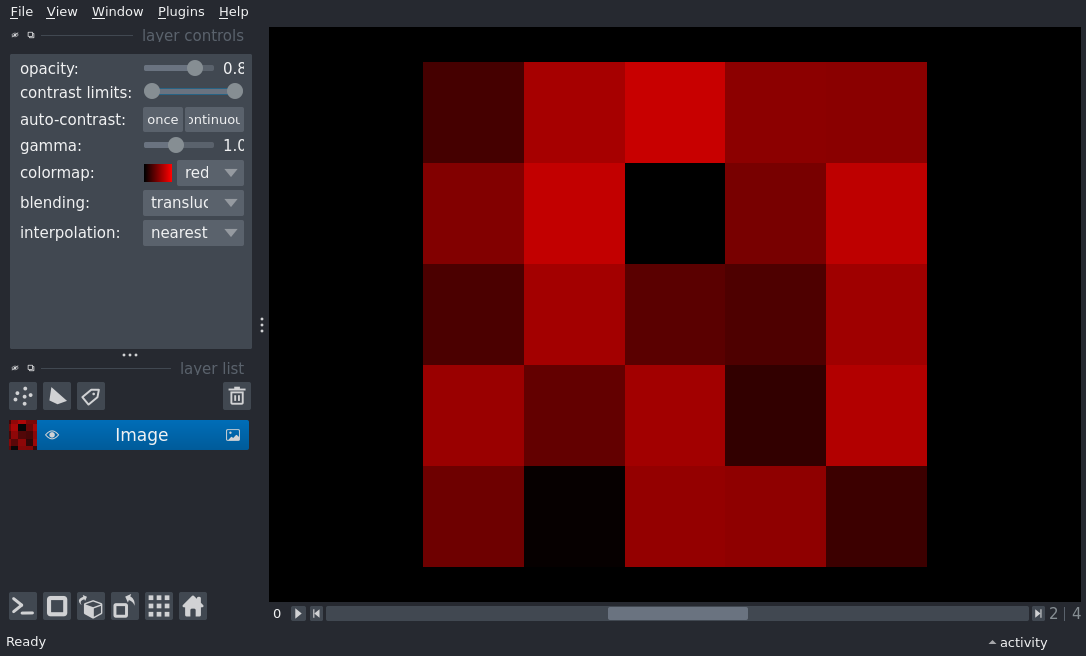 File View Window Plugins Help
layer controls
opacity: 0.8
contrast limits:
auto-contrast: once ontinuou
gamma: 1.0
colormap: red
blending: transluc
interpolation: nearest
layer list
Image
0 2 | 4
Ready activity